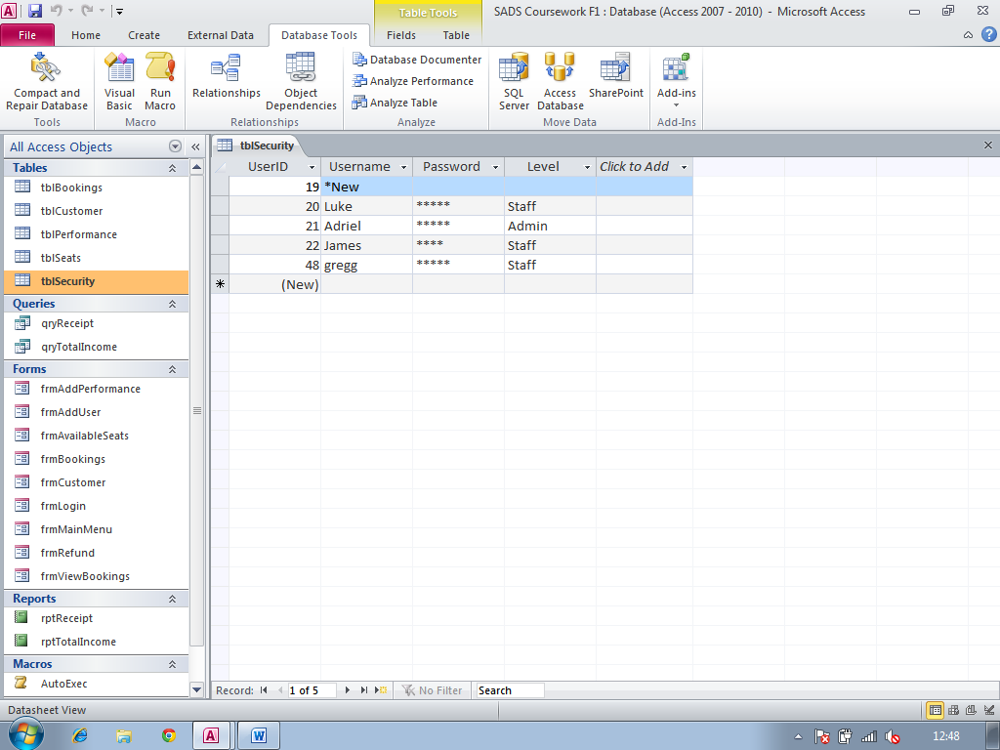 SADS Coursework F1 : Database (Access 2007 - 2010) - Microsoft Access
Table Tools
File Home Create External Data Database Tools Fields Table
Compact and Repair Database
Visual Basic
Run Macro
Relationships
Object Dependencies
Database Documenter
Analyze Performance
Analyze Table
SQL Server
Access Database
SharePoint
Add-ins
Tools Macro Relationships Analyze Move Data Add-Ins
All Access Objects
Tables
tblBookings
tblCustomer
tblPerformance
tblSeats
tblSecurity
Queries
qryReceipt
qryTotalIncome
Forms
frmAddPerformance
frmAddUser
frmAvailableSeats
frmBookings
frmCustomer
frmLogin
frmMainMenu
frmRefund
frmViewBookings
Reports
rptReceipt
rptTotalIncome
Macros
AutoExec
tblSecurity
UserID Username Password Level Click to Add
19 *New
20 Luke ***** Staff
21 Adriel ***** Admin
22 James **** Staff
48 gregg ***** Staff
* (New)
Record: 1 of 5 No Filter Search
Datasheet View
12:48